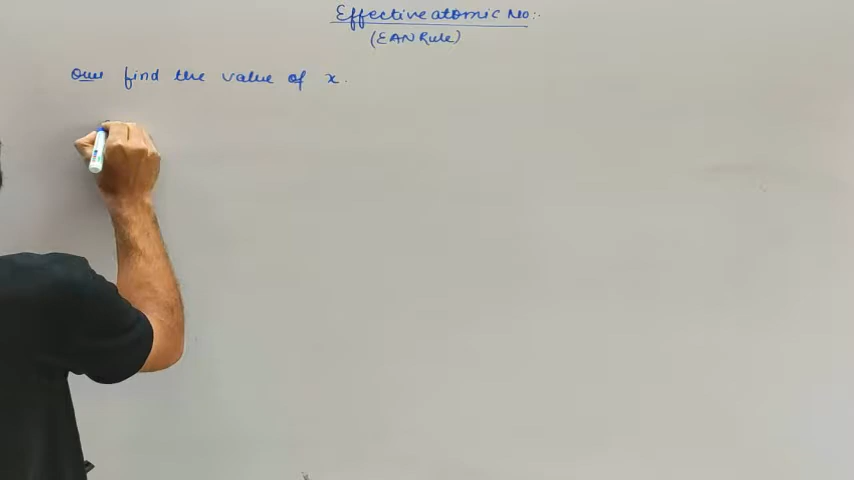 Effective atomic No:-
(EAN Rule)
Ques find the value of x.